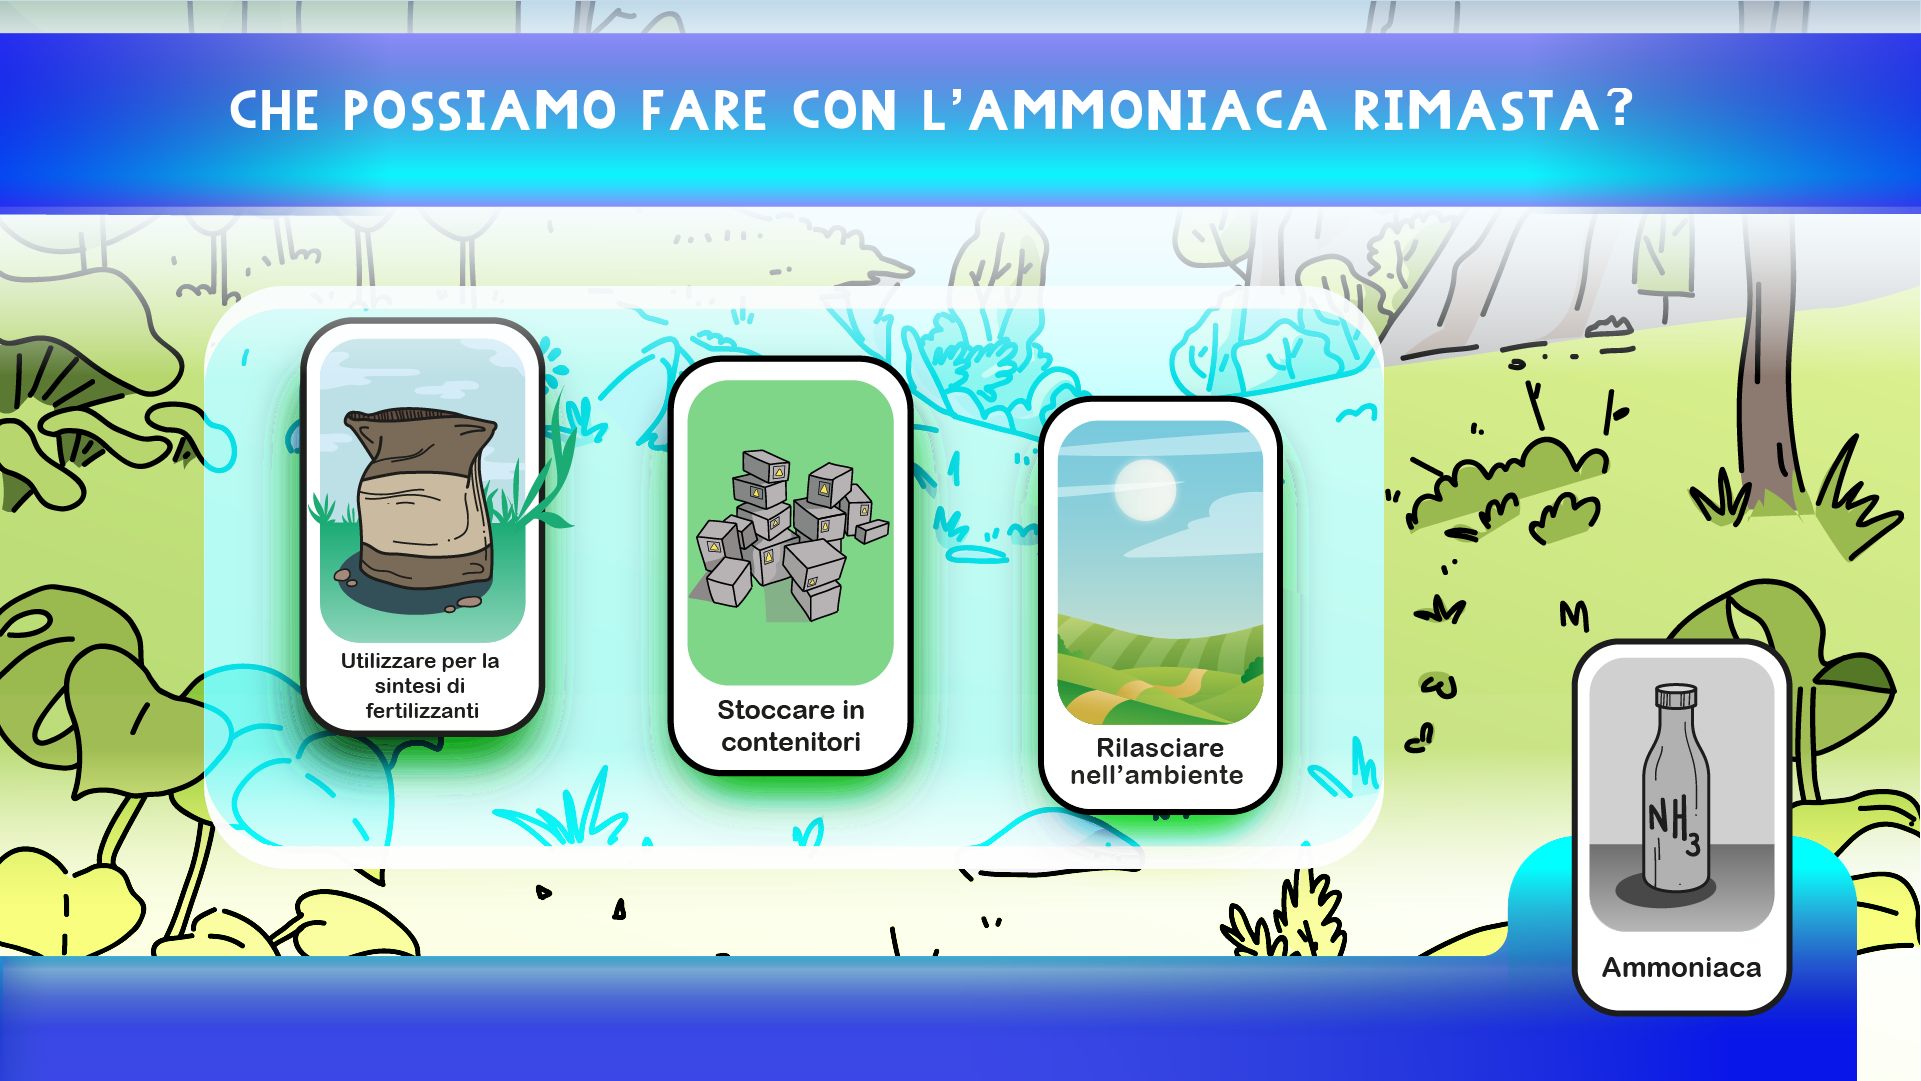 CHE POSSIAMO FARE CON L'AMMONIACA RIMASTA?
Utilizzare per la
sintesi di
fertilizzanti
Stoccare in
contenitori
Rilasciare
nell'ambiente
NH3
Ammoniaca